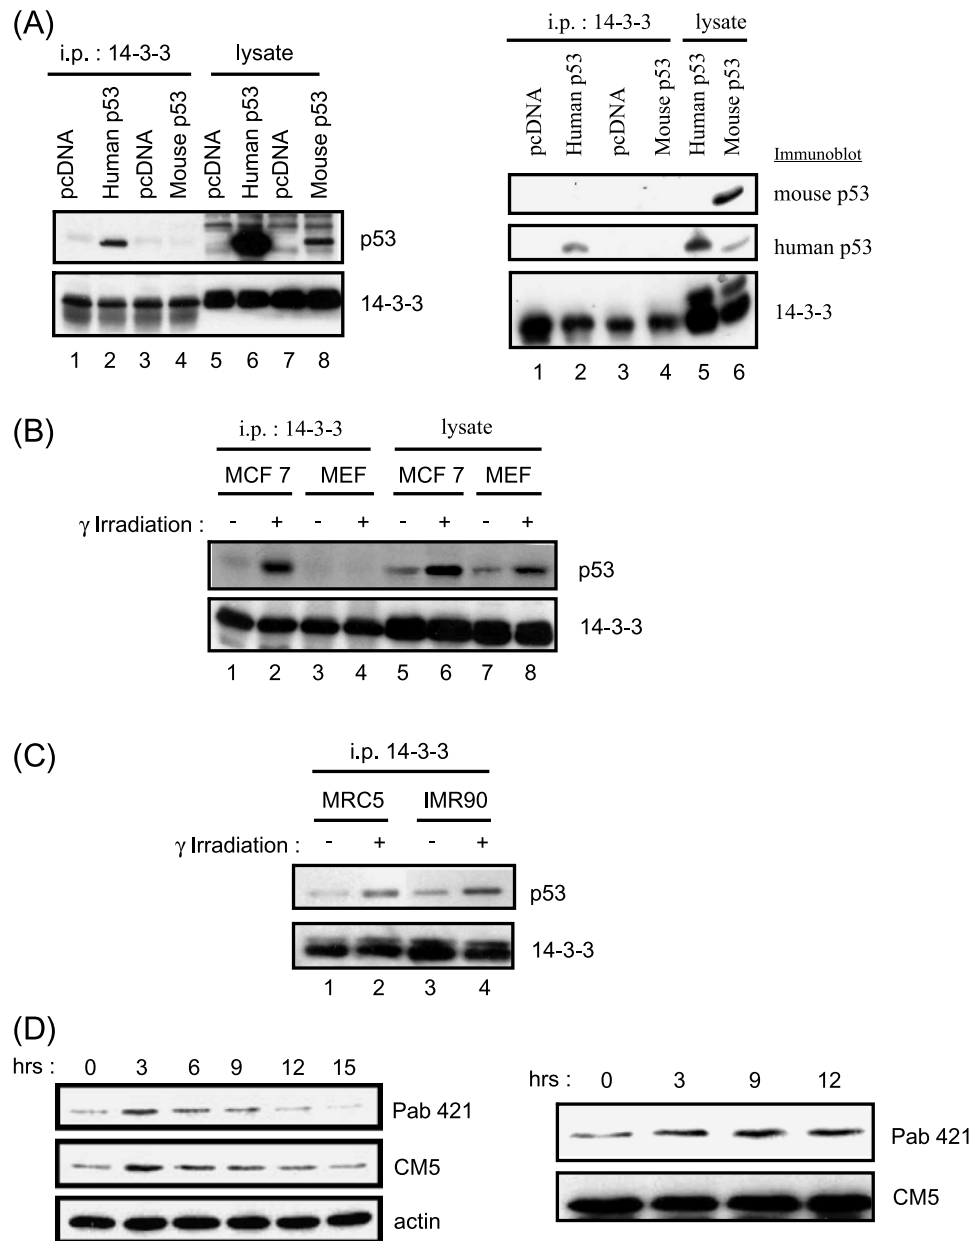 (A)
i.p. : 14-3-3 lysate
pcDNA Human p53 pcDNA Mouse p53 pcDNA Human p53 pcDNA Mouse p53
p53
14-3-3
1 2 3 4 5 6 7 8
i.p. : 14-3-3 lysate
pcDNA Human p53 pcDNA Mouse p53 Human p53 Mouse p53
Immunoblot
mouse p53
human p53
14-3-3
1 2 3 4 5 6
(B)
i.p. : 14-3-3 lysate
MCF 7 MEF MCF 7 MEF
γ Irradiation : - + - + - + - +
p53
14-3-3
1 2 3 4 5 6 7 8
(C)
i.p. 14-3-3
MRC5 IMR90
γ Irradiation : - + - +
p53
14-3-3
1 2 3 4
(D)
hrs : 0 3 6 9 12 15
Pab 421
CM5
actin
hrs : 0 3 9 12
Pab 421
CM5